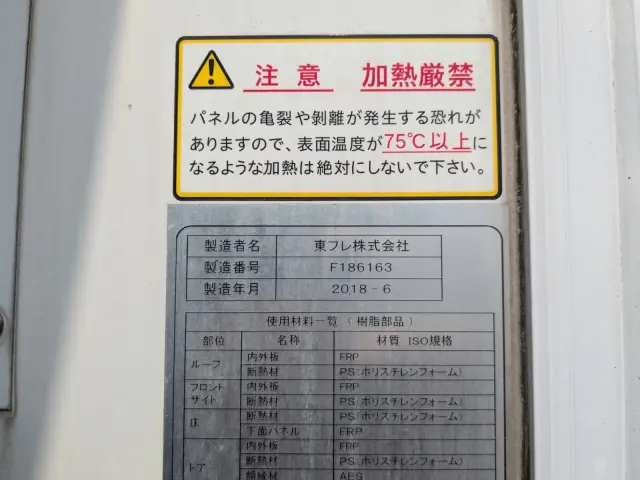 注意 加熱厳禁
パネルの亀裂や剝離が発生する恐れが
ありますので、表面温度が75℃以上に
なるような加熱は絶対にしないで下さい。
製造者名 東フレ株式会社
製造番号 F186163
製造年月 2018-6
使用材料一覧（樹脂部品）
部位 名称 材質 ISO規格
ルーフ 内外板 FRP
断熱材 PS(ポリスチレンフォーム)
フロント サイド 内外板 FRP
断熱材 PS(ポリスチレンフォーム)
床 断熱材 PS(ポリスチレンフォーム)
下面パネル FRP
ドア 内外板 FRP
断熱材 PS(ポリスチレンフォーム)
額縁材 AES